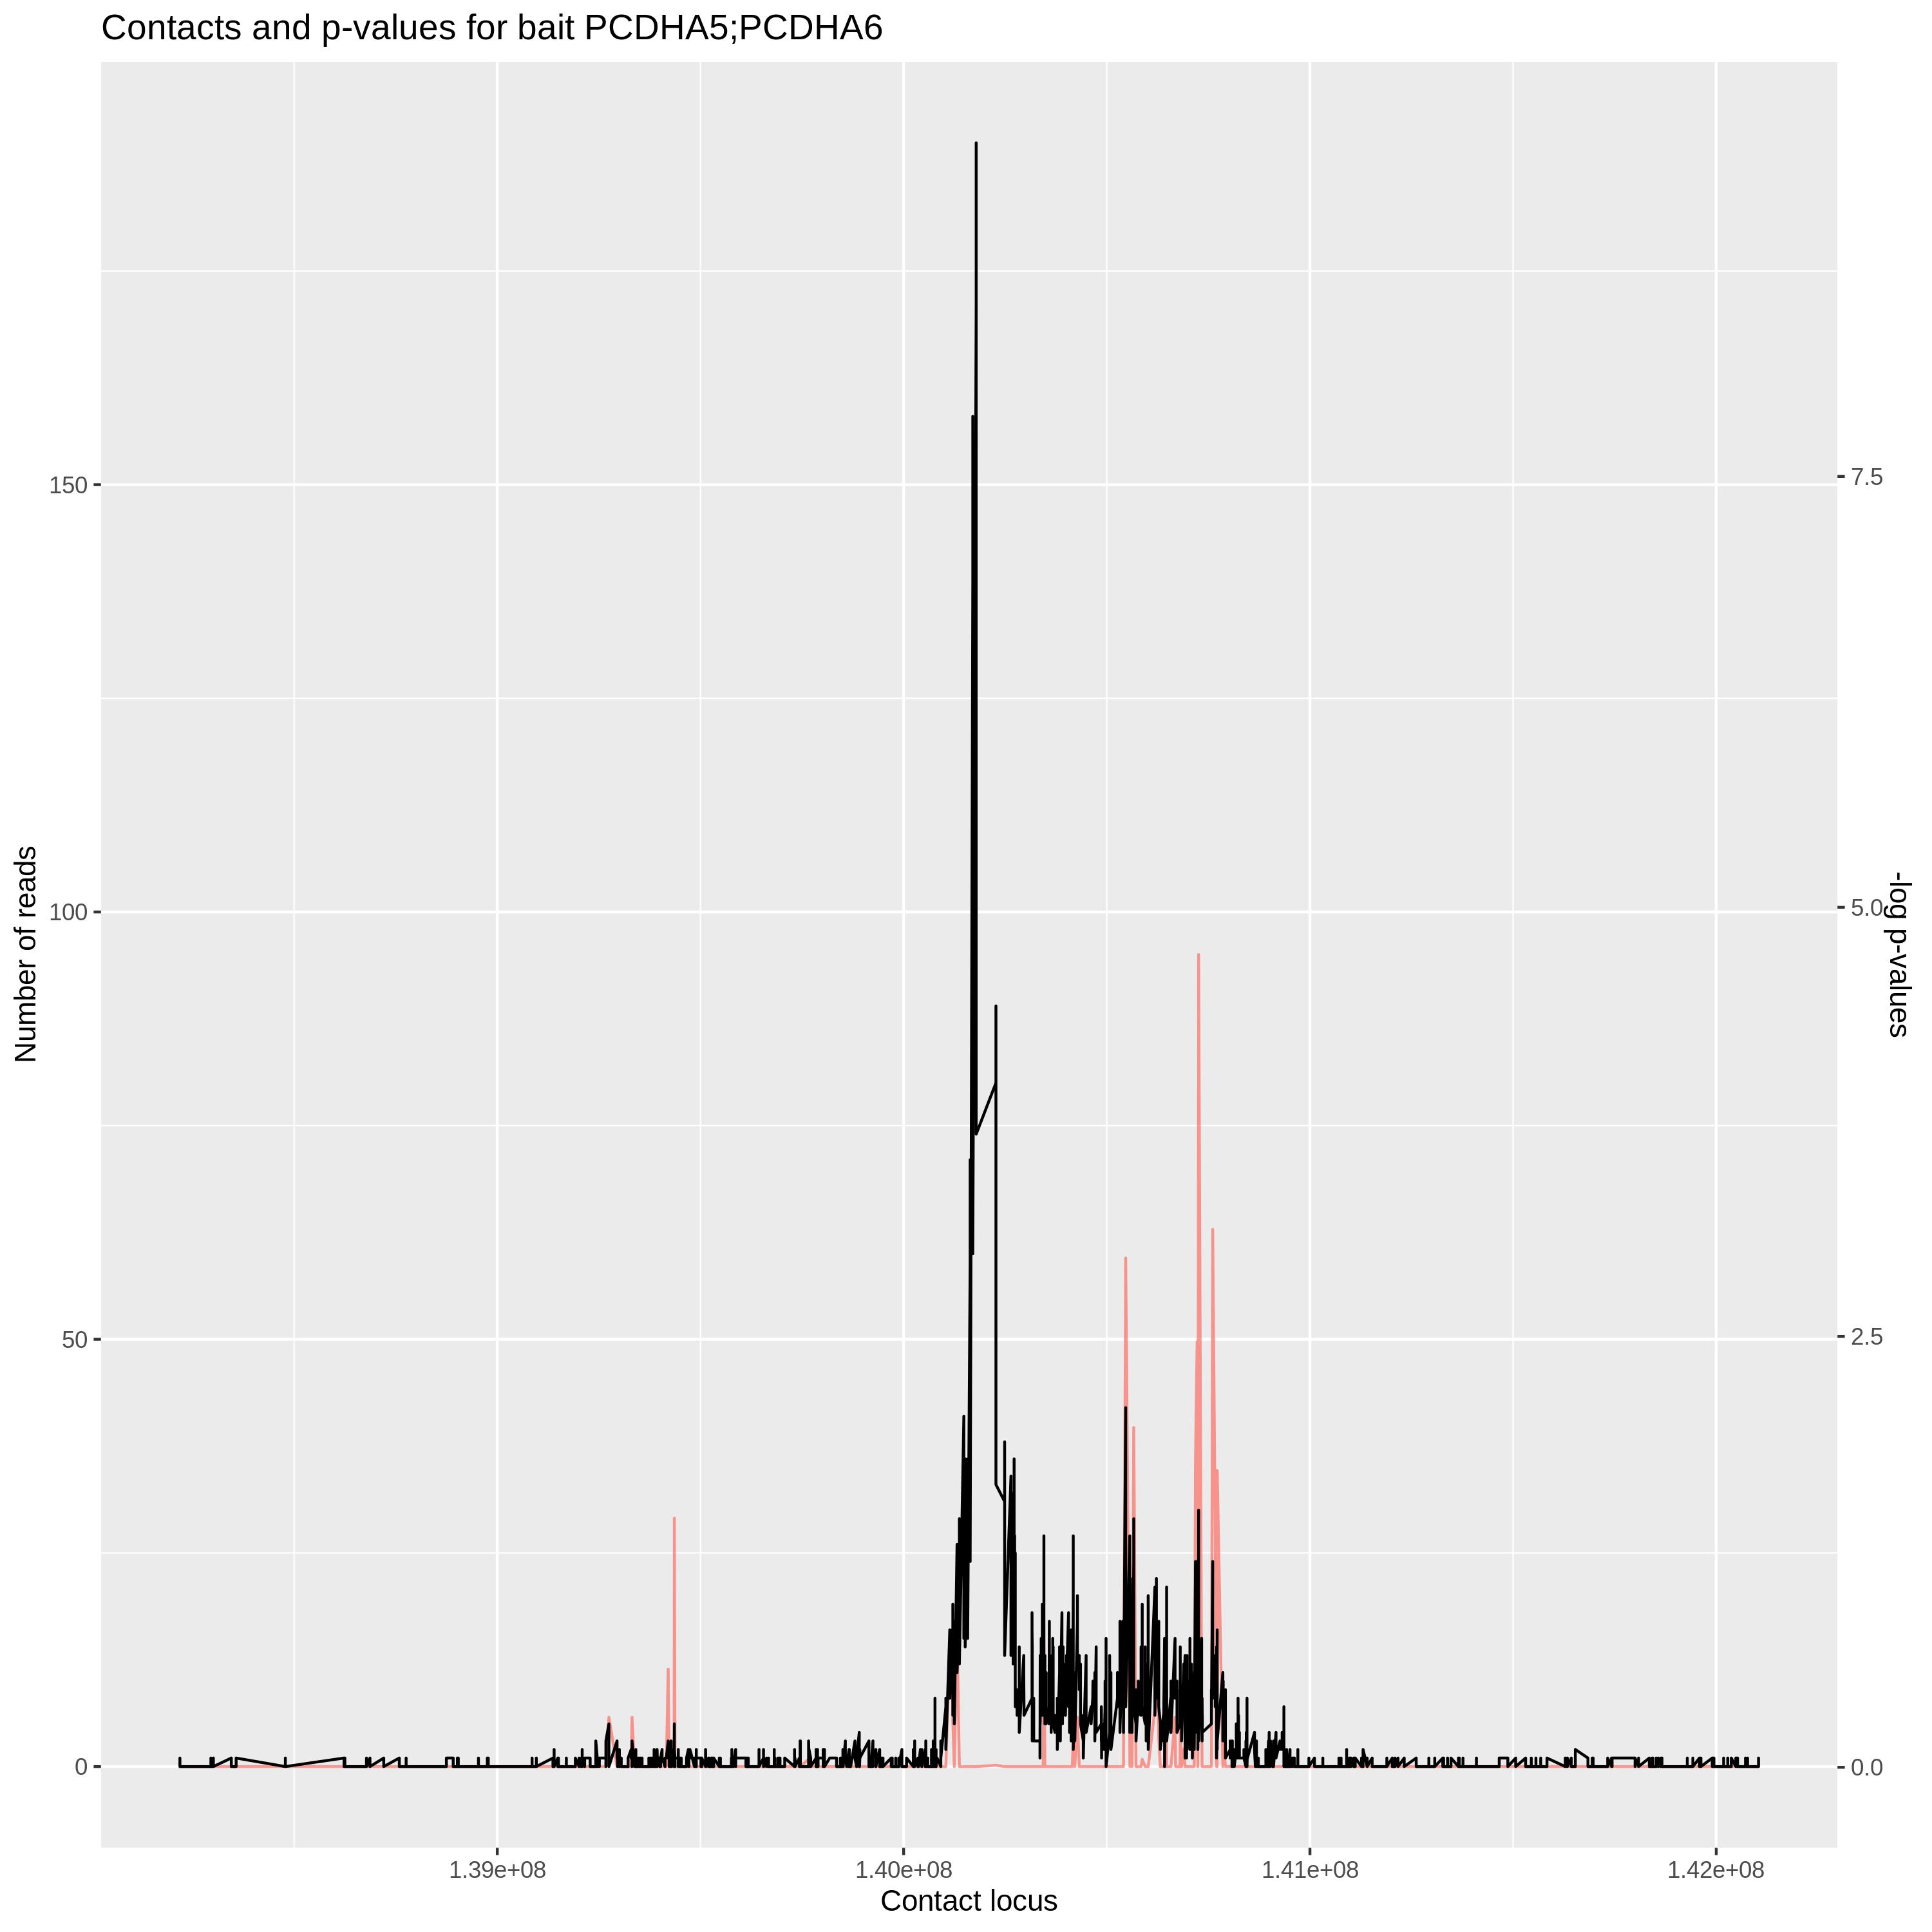 Contacts and p-values for bait PCDHA5;PCDHA6
150
100
50
0
Number of reads
7.5
5.0
2.5
0.0
-log p-values
1.39e+08
1.40e+08
1.41e+08
1.42e+08
Contact locus